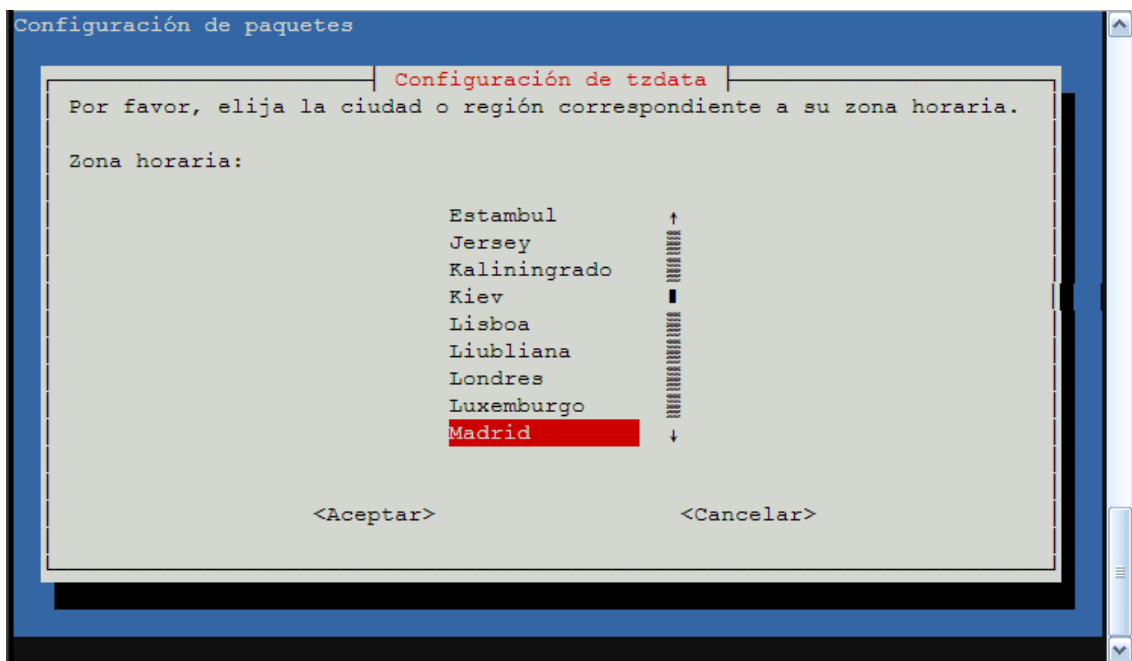 Configuración de paquetes
Configuración de tzdata
Por favor, elija la ciudad o región correspondiente a su zona horaria.
Zona horaria:
Estambul
Jersey
Kaliningrado
Kiev
Lisboa
Liubliana
Londres
Luxemburgo
Madrid
<Aceptar> <Cancelar>